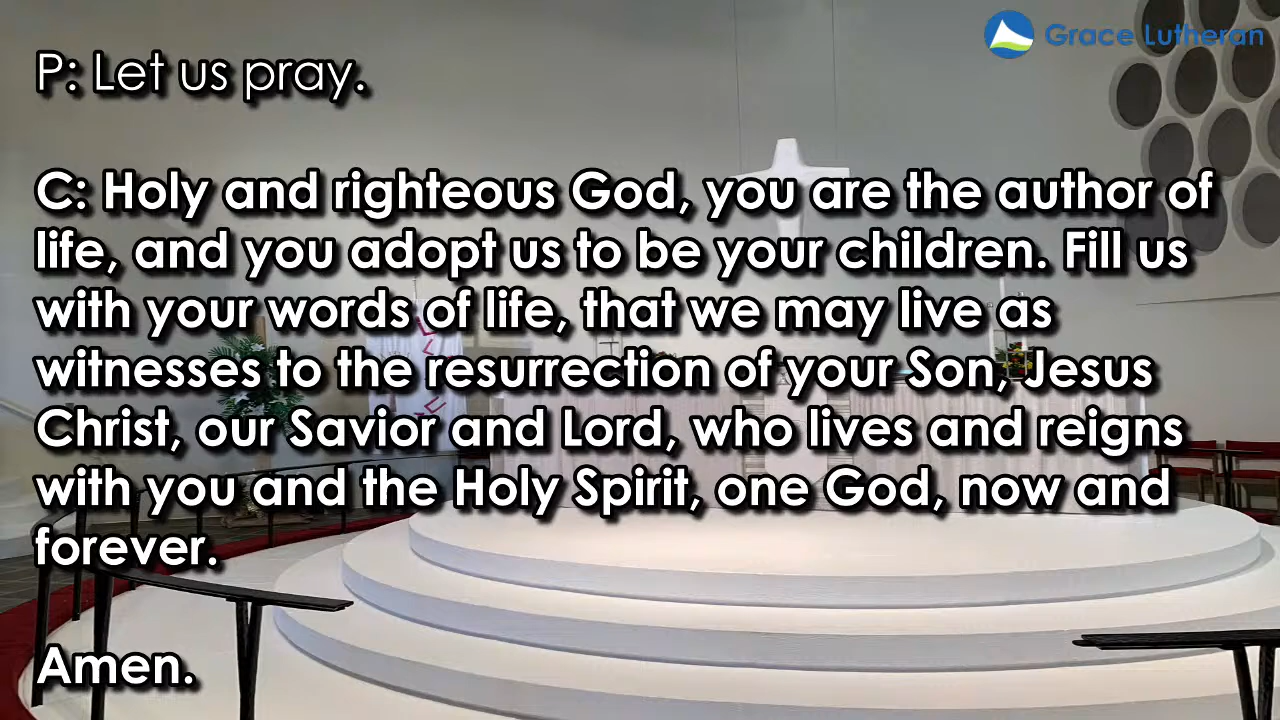 Grace Lutheran
P: Let us pray.
C: Holy and righteous God, you are the author of
life, and you adopt us to be your children. Fill us
with your words of life, that we may live as
witnesses to the resurrection of your Son, Jesus
Christ, our Savior and Lord, who lives and reigns
with you and the Holy Spirit, one God, now and
forever.
Amen.